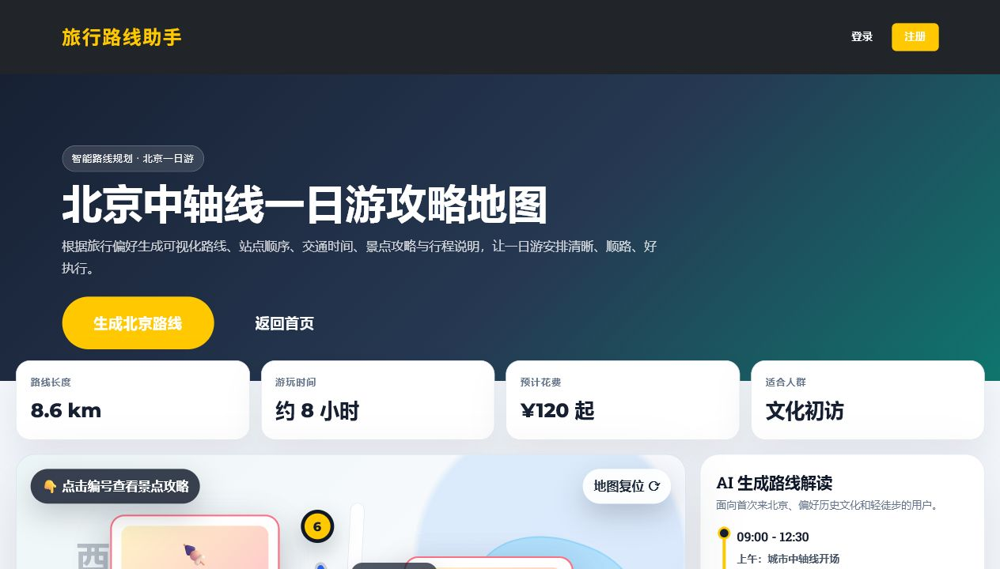 旅行路线助手
登录
注册
智能路线规划 · 北京一日游
北京中轴线一日游攻略地图
根据旅行偏好生成可视化路线、站点顺序、交通时间、景点攻略与行程说明，让一日游安排清晰、顺路、好
执行。
生成北京路线
返回首页
路线长度
8.6 km
游玩时间
约 8 小时
预计花费
¥120 起
适合人群
文化初访
👇 点击编号查看景点攻略
地图复位 ⟳
6
西
AI 生成路线解读
面向首次来北京、偏好历史文化和轻徒步的用户。
09:00 - 12:30
上午：城市中轴线开场